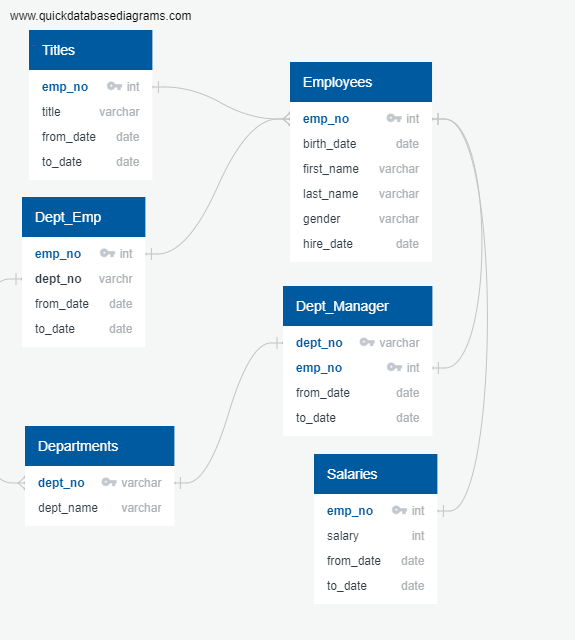 www.quickdatabasediagrams.com
Titles
emp_no int
title varchar
from_date date
to_date date
Employees
emp_no int
birth_date date
first_name varchar
last_name varchar
gender varchar
hire_date date
Dept_Emp
emp_no int
dept_no varchr
from_date date
to_date date
Dept_Manager
dept_no varchar
emp_no int
from_date date
to_date date
Departments
dept_no varchar
dept_name varchar
Salaries
emp_no int
salary int
from_date date
to_date date